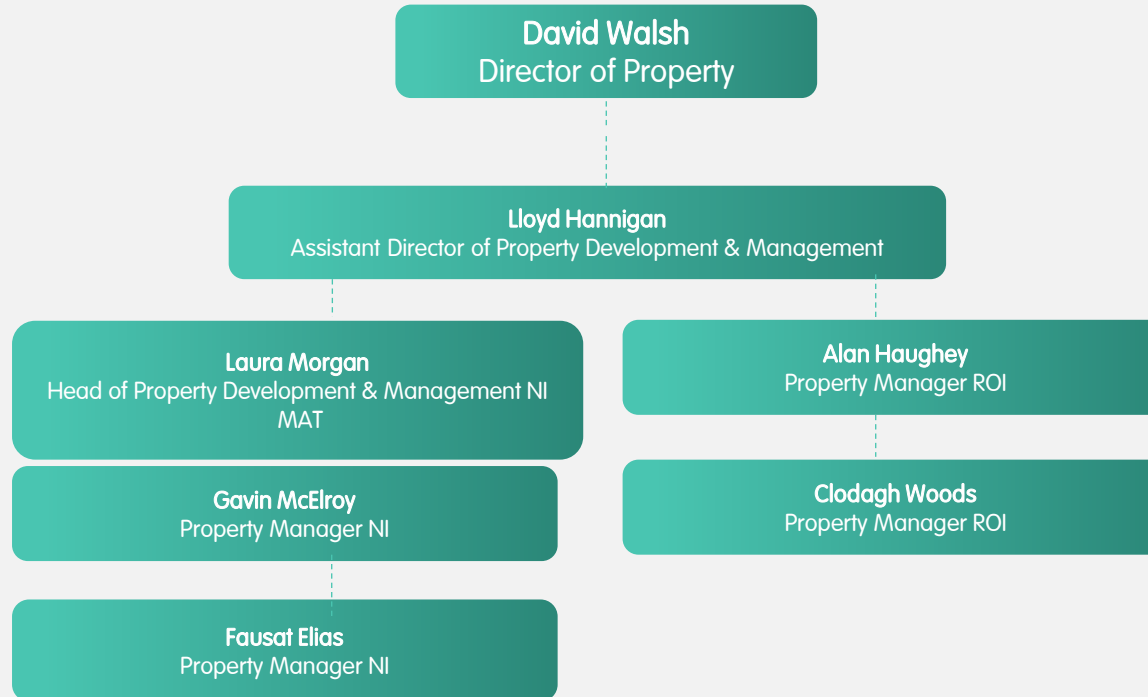 David Walsh
Director of Property
Lloyd Hannigan
Assistant Director of Property Development & Management
Laura Morgan
Head of Property Development & Management NI
MAT
Gavin McElroy
Property Manager NI
Fausat Elias
Property Manager NI
Alan Haughey
Property Manager ROI
Clodagh Woods
Property Manager ROI